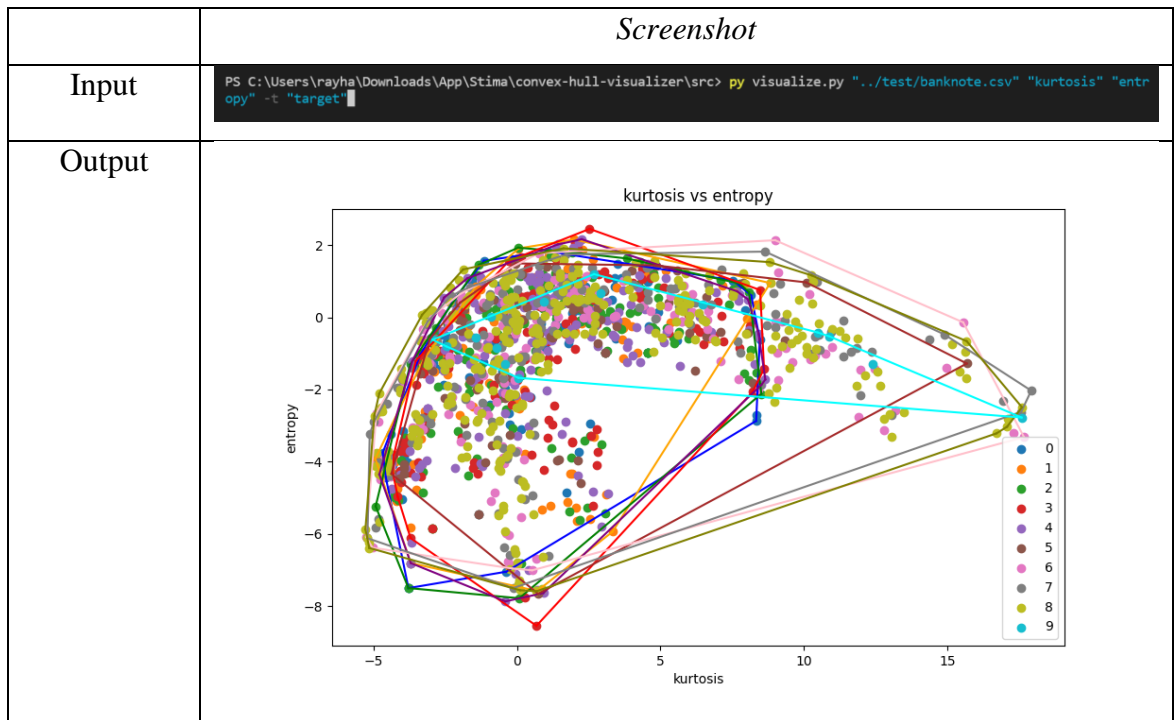 Screenshot
Input
PS C:\Users\rayha\Downloads\App\Stima\convex-hull-visualizer\src> py visualize.py "../test/banknote.csv" "kurtosis" "entr
opy" -t "target"
Output
kurtosis vs entropy
2
0
−2
−4
−6
−8
entropy
0
1
2
3
4
5
6
7
8
9
−5
0
5
10
15
kurtosis